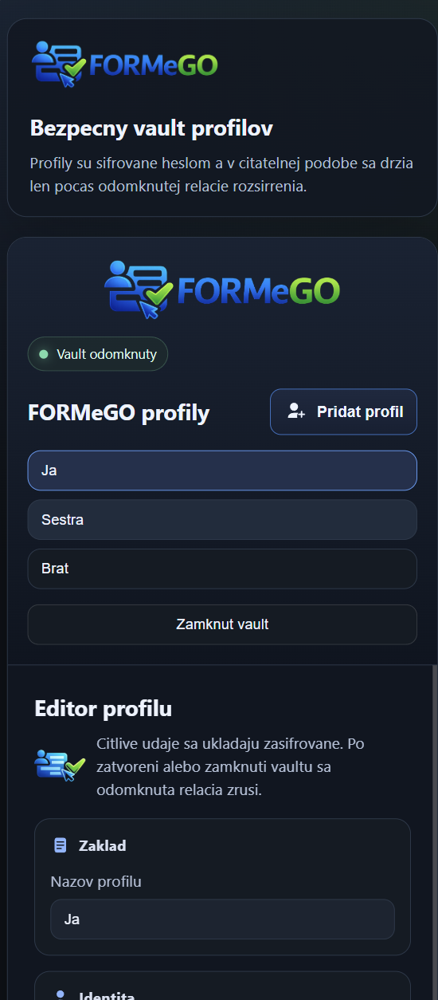 FORMeGO
Bezpecny vault profilov
Profily su sifrovane heslom a v citatelnej podobe sa drzia
len pocas odomknutej relacie rozsirrenia.
FORMeGO
Vault odomknuty
FORMeGO profily
Pridat profil
Ja
Sestra
Brat
Zamknut vault
Editor profilu
Citlive udaje sa ukladaju zasifrovane. Po
zatvoreni alebo zamknuti vaultu sa
odomknuta relacia zrusi.
Zaklad
Nazov profilu
Ja
Identita